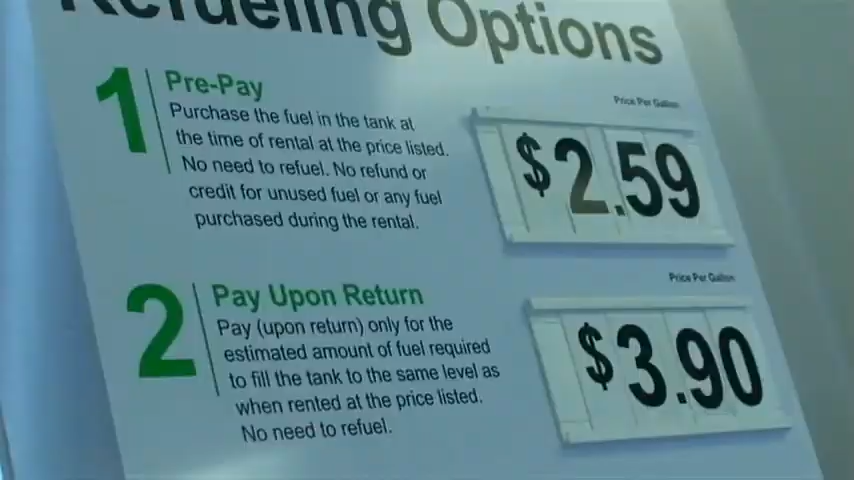 Refueling Options
1
Pre-Pay
Purchase the fuel in the tank at
the time of rental at the price listed.
No need to refuel. No refund or
credit for unused fuel or any fuel
purchased during the rental.
Price Per Gallon
$2.59
2
Pay Upon Return
Pay (upon return) only for the
estimated amount of fuel required
to fill the tank to the same level as
when rented at the price listed.
No need to refuel.
Price Per Gallon
$3.90